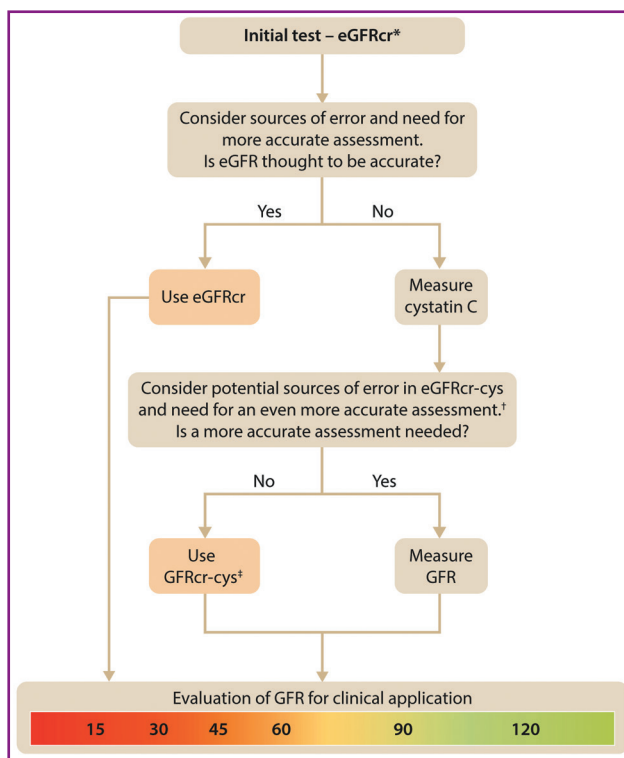 Initial test – eGFRcr*
Consider sources of error and need for
more accurate assessment.
Is eGFR thought to be accurate?
Yes
No
Use eGFRcr
Measure
cystatin C
Consider potential sources of error in eGFRcr-cys
and need for an even more accurate assessment.†
Is a more accurate assessment needed?
No
Yes
Use
GFRcr-cys‡
Measure
GFR
Evaluation of GFR for clinical application
15 30 45 60 90 120